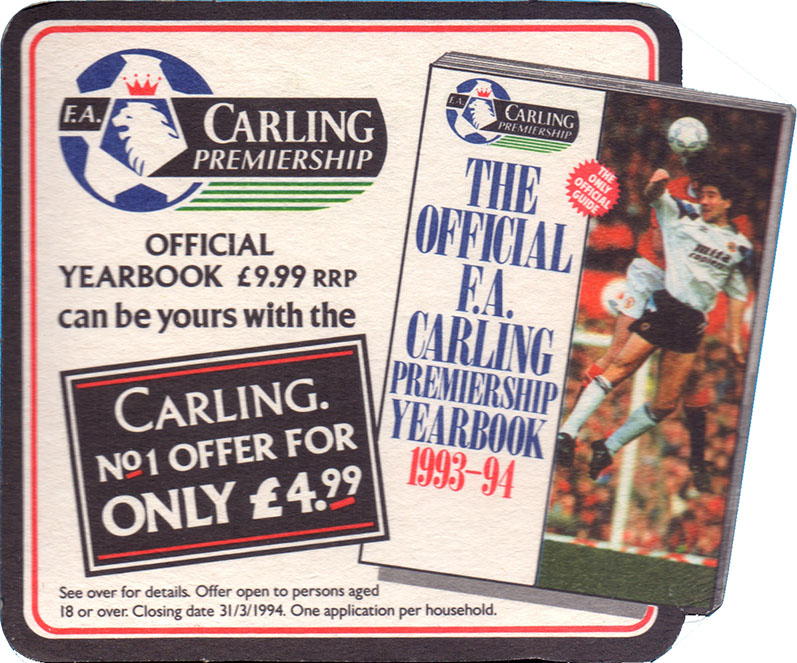 F.A.
CARLING
PREMIERSHIP
OFFICIAL
YEARBOOK £9.99 RRP
can be yours with the
CARLING.
No1 OFFER FOR
ONLY £4.99
See over for details. Offer open to persons aged
18 or over. Closing date 31/3/1994. One application per household.
F.A.
CARLING
PREMIERSHIP
THE
ONLY
OFFICIAL
GUIDE
THE
OFFICIAL
F.A.
CARLING
PREMIERSHIP
YEARBOOK
1993-94
mita
copiers